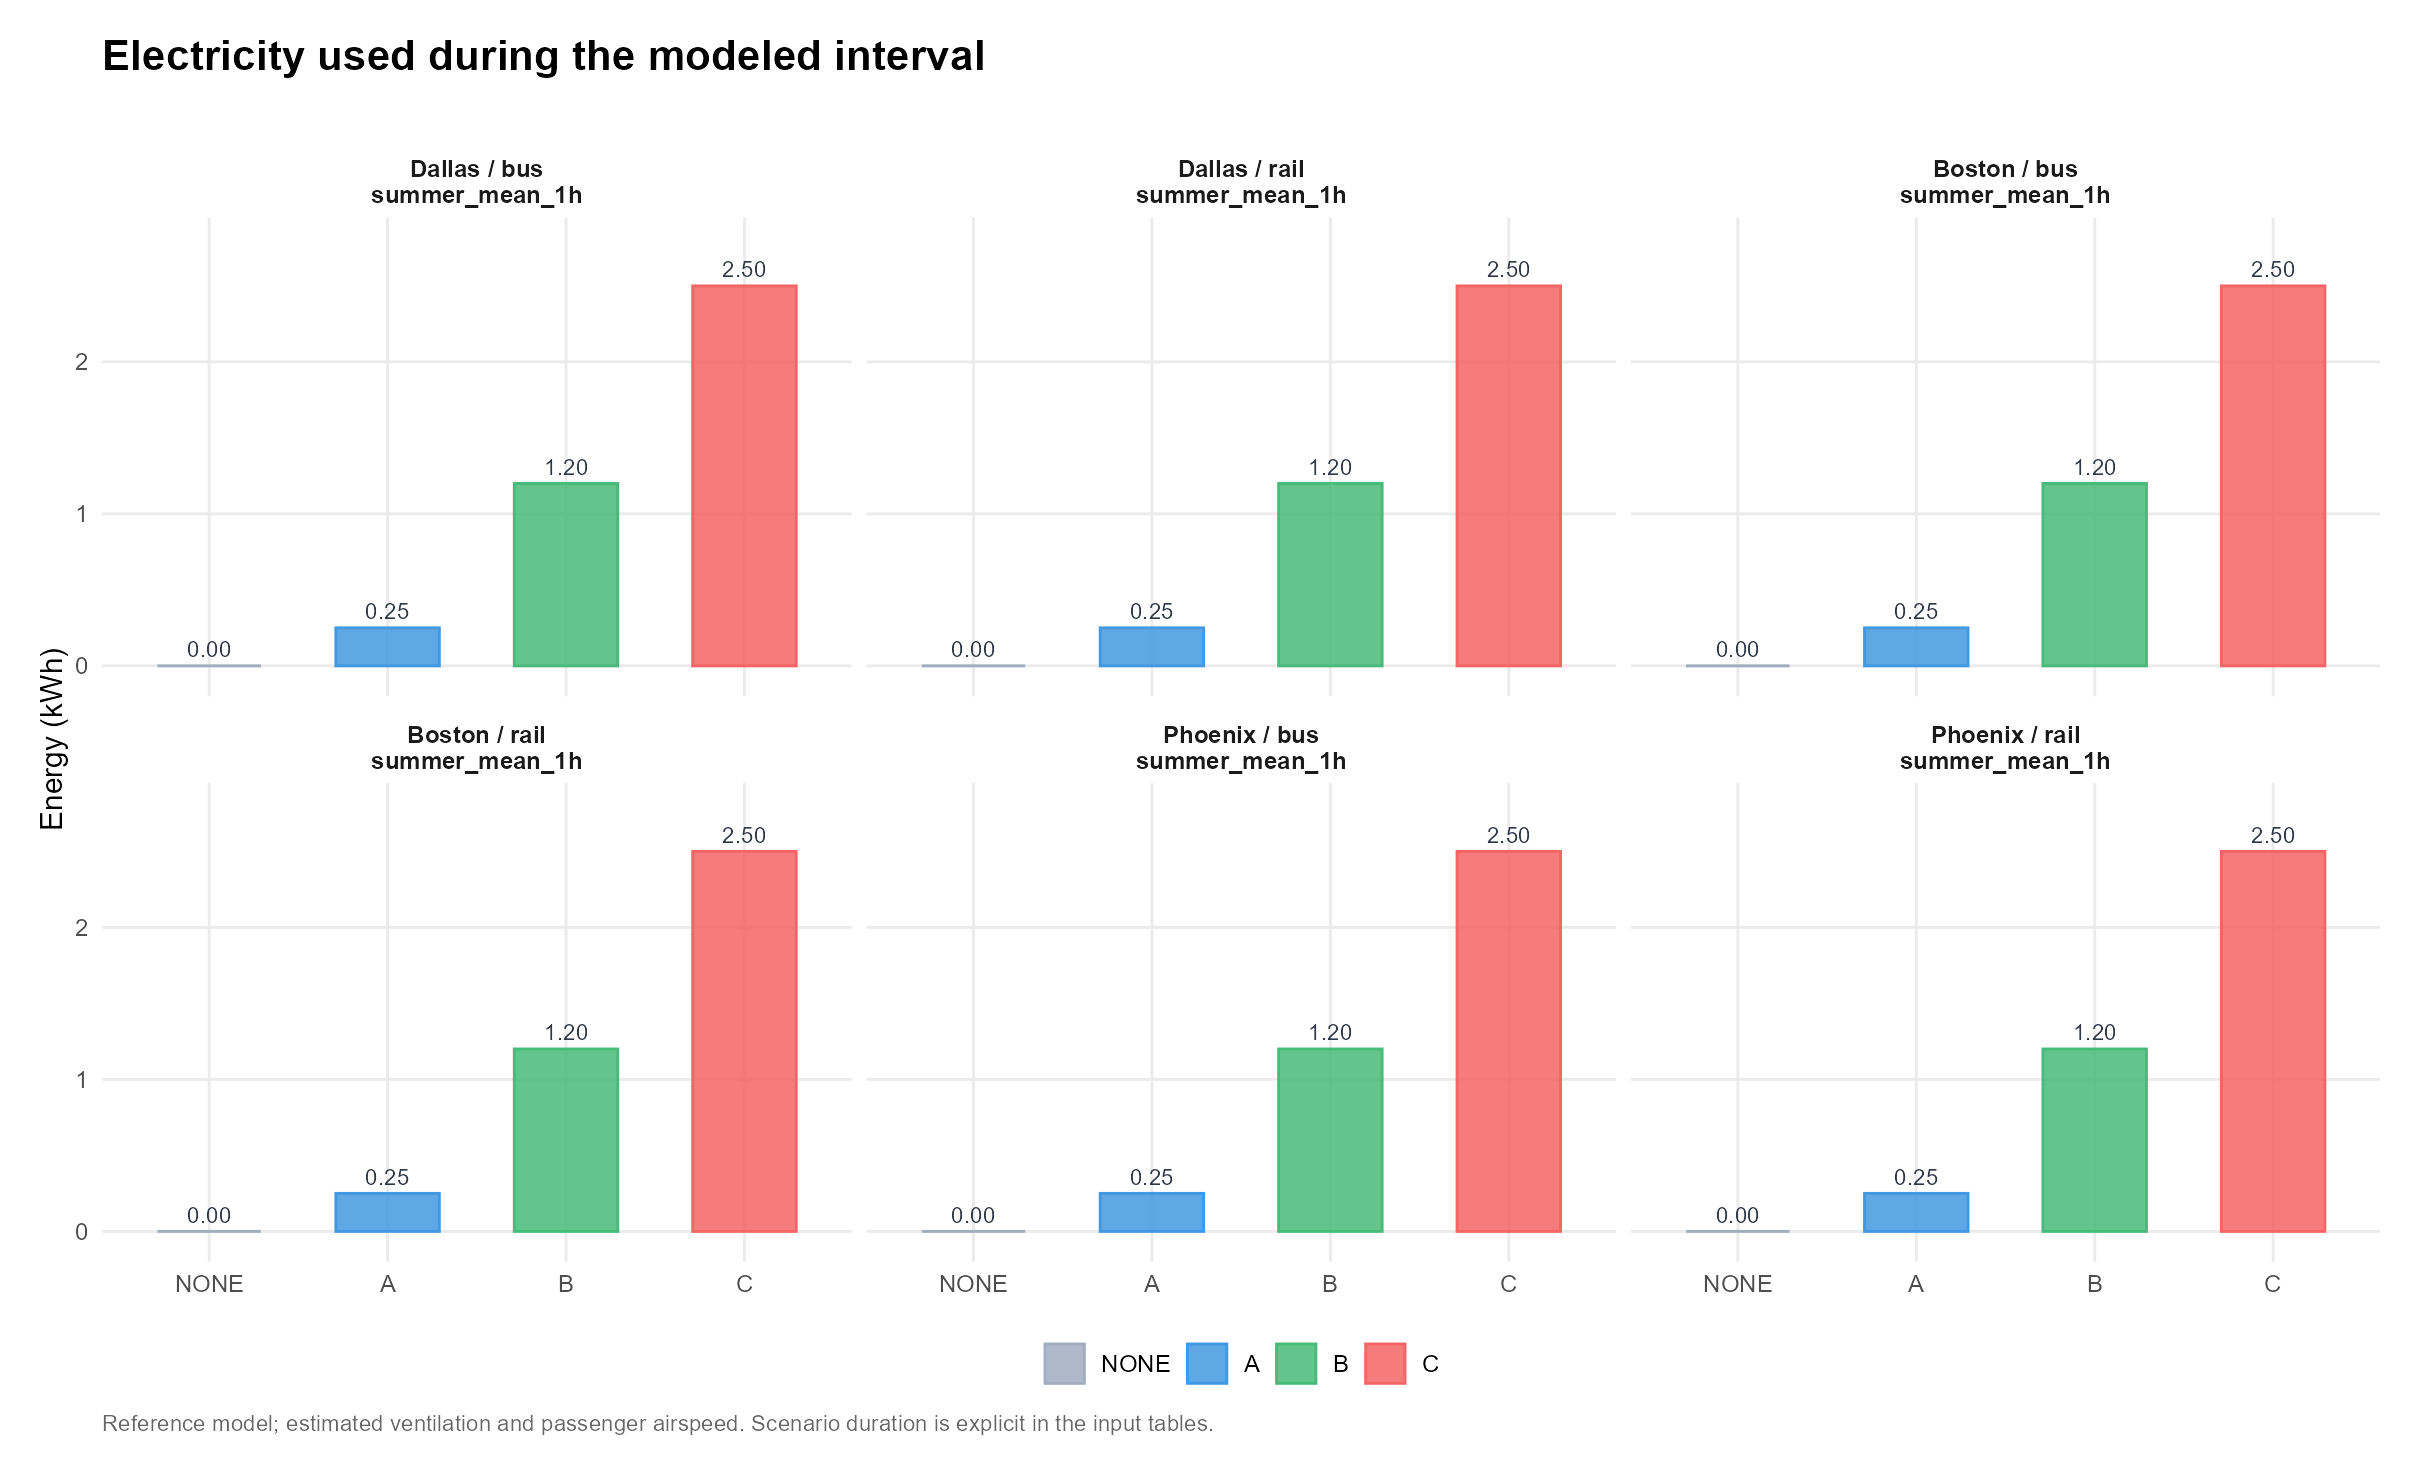 Electricity used during the modeled interval
Dallas / bus
summer_mean_1h
Dallas / rail
summer_mean_1h
Boston / bus
summer_mean_1h
Energy (kWh)
2
1
0
0.00
0.25
1.20
2.50
0.00
0.25
1.20
2.50
0.00
0.25
1.20
2.50
Boston / rail
summer_mean_1h
Phoenix / bus
summer_mean_1h
Phoenix / rail
summer_mean_1h
2
1
0
0.00
0.25
1.20
2.50
0.00
0.25
1.20
2.50
0.00
0.25
1.20
2.50
NONE A B C
NONE A B C
NONE A B C
NONE A B C
Reference model; estimated ventilation and passenger airspeed. Scenario duration is explicit in the input tables.